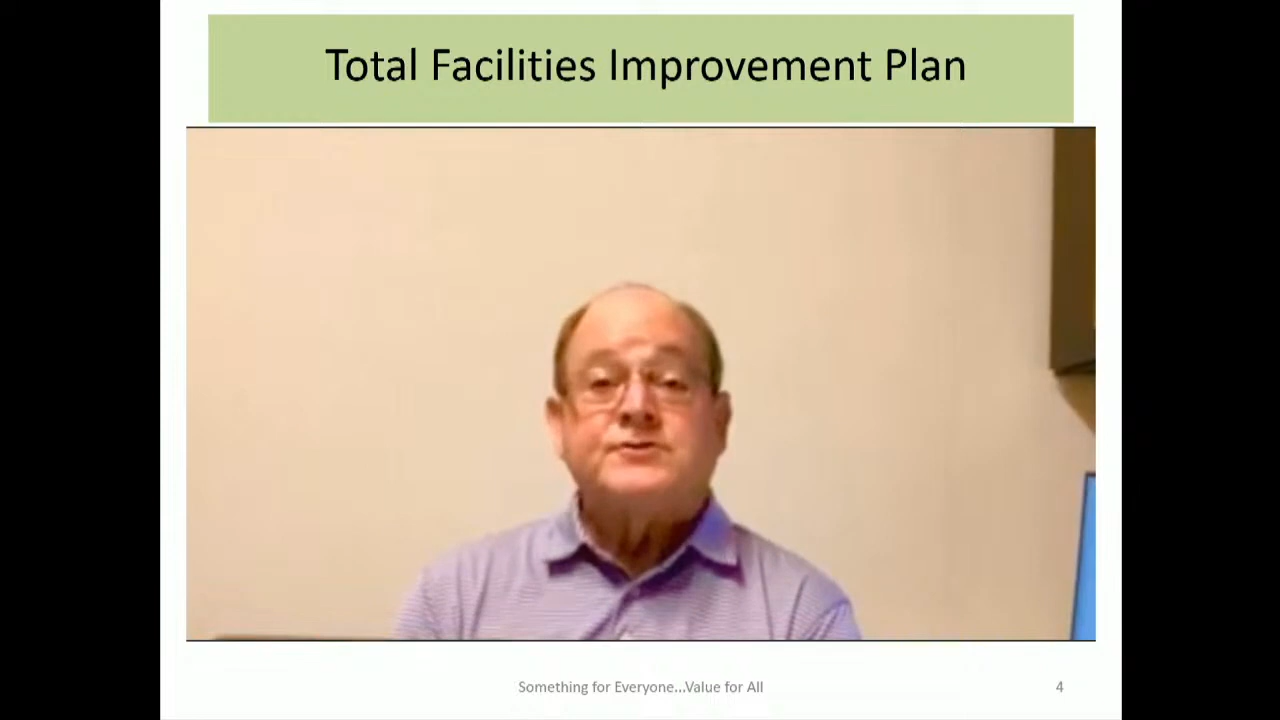 Total Facilities Improvement Plan
Something for Everyone...Value for All
4